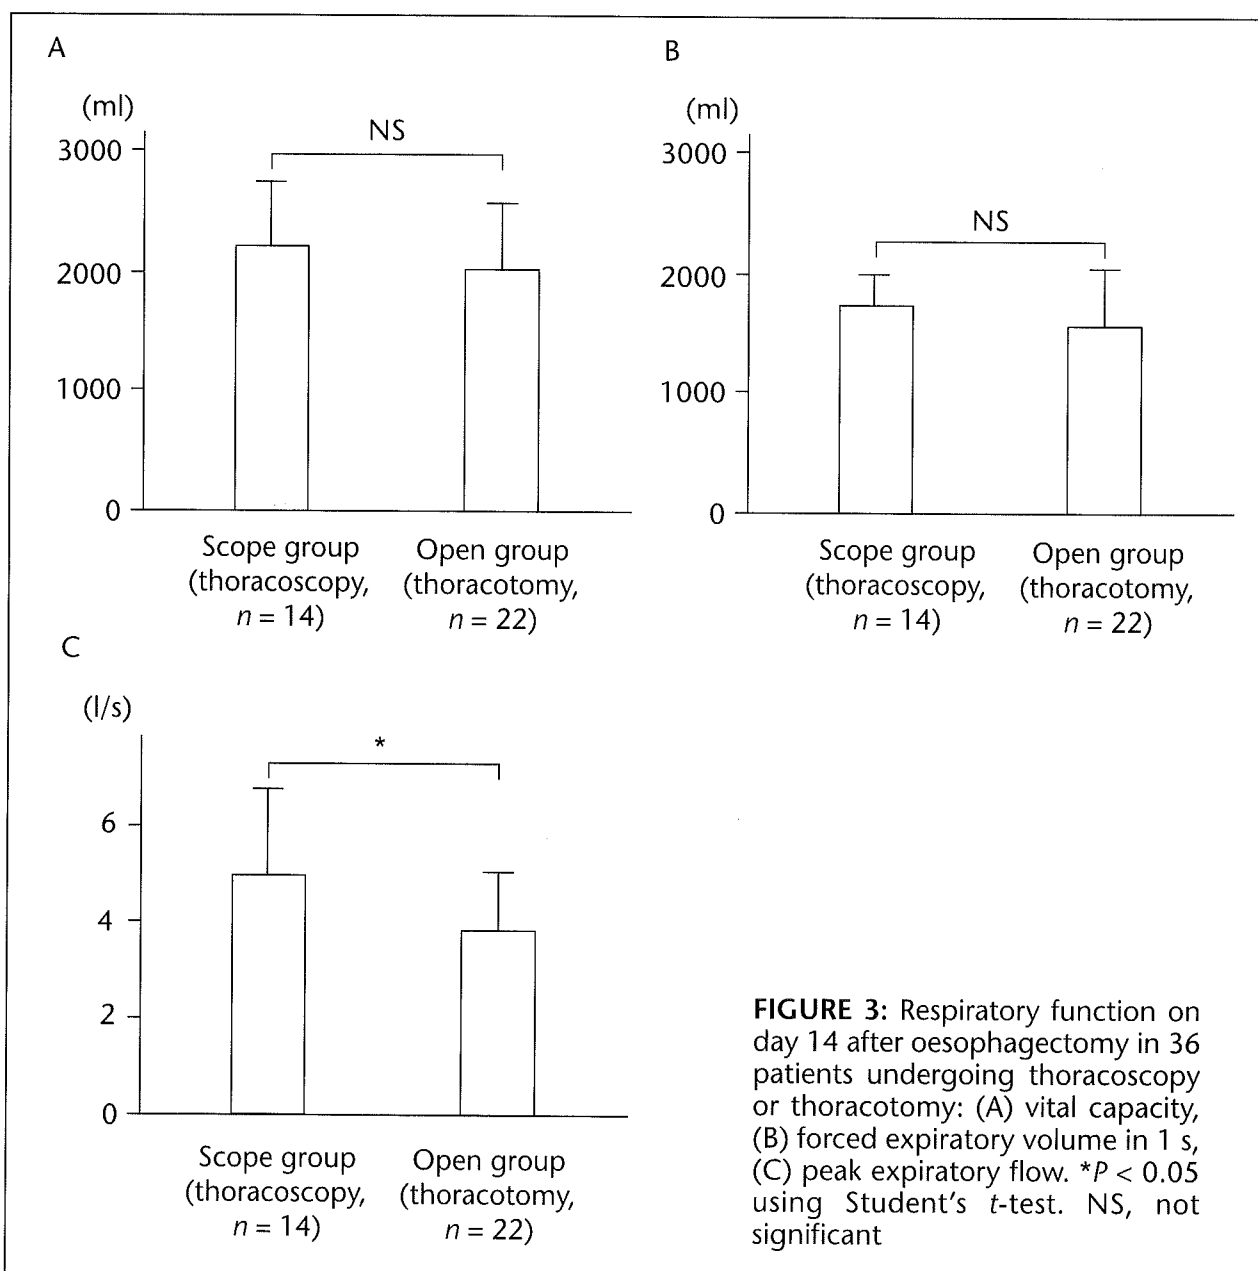 A
(ml)
3000
2000
1000
0
NS
Scope group
(thoracoscopy,
n = 14)
Open group
(thoracotomy,
n = 22)
B
(ml)
3000
2000
1000
0
NS
Scope group
(thoracoscopy,
n = 14)
Open group
(thoracotomy,
n = 22)
C
(l/s)
6
4
2
0
*
Scope group
(thoracoscopy,
n = 14)
Open group
(thoracotomy,
n = 22)
FIGURE 3: Respiratory function on
day 14 after oesophagectomy in 36
patients undergoing thoracoscopy
or thoracotomy: (A) vital capacity,
(B) forced expiratory volume in 1 s,
(C) peak expiratory flow. *P < 0.05
using Student's t-test. NS, not
significant